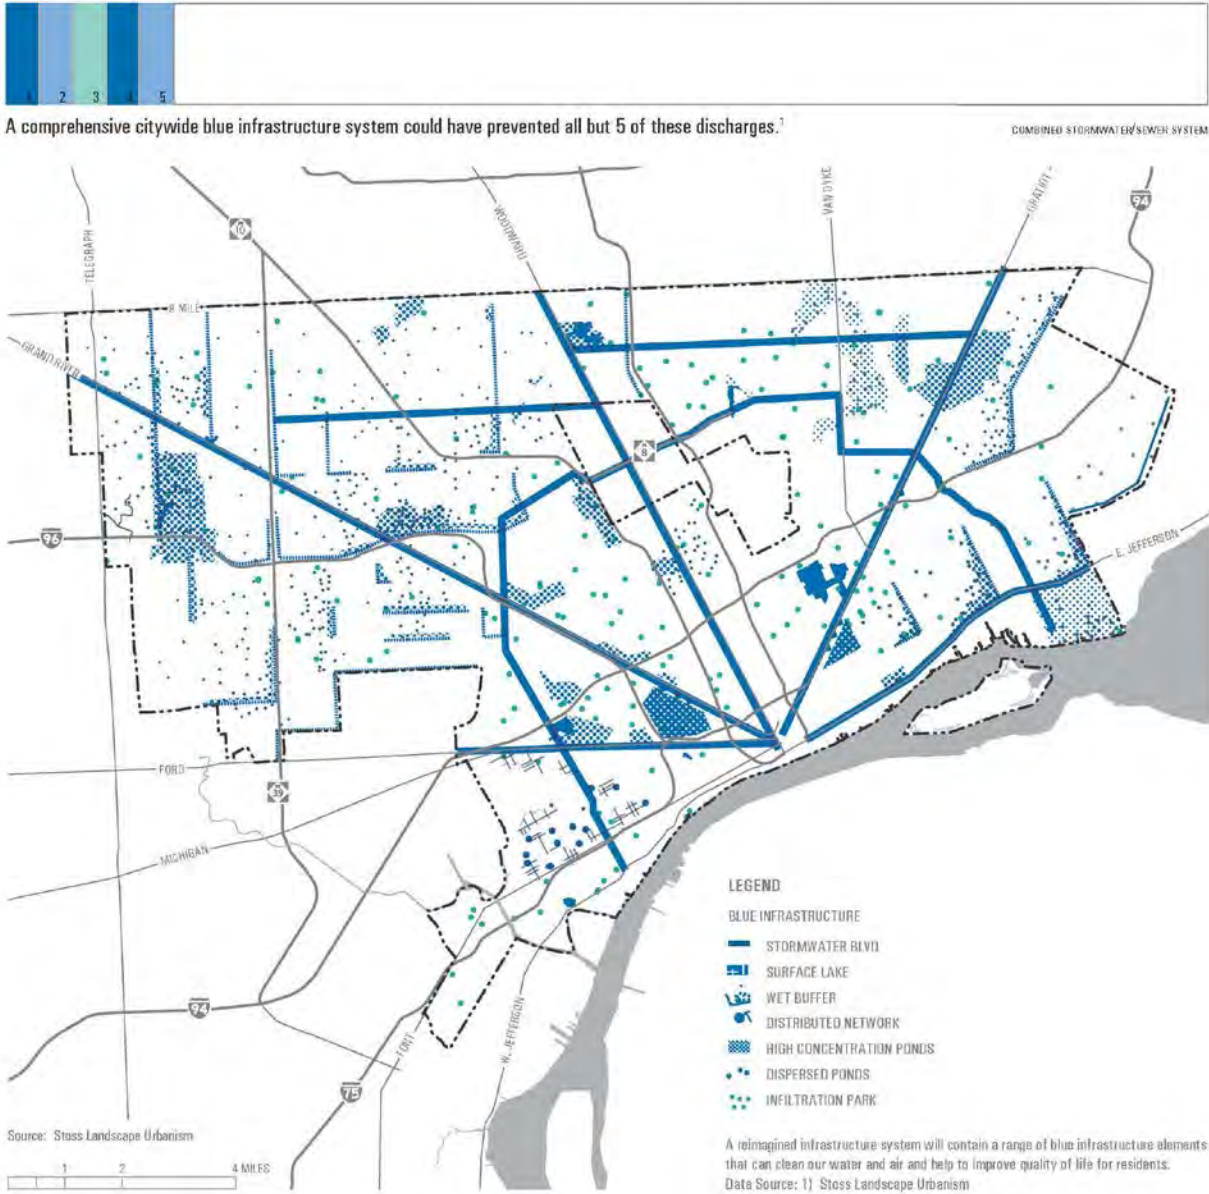 1 2 3 4 5
A comprehensive citywide blue infrastructure system could have prevented all but 5 of these discharges.¹
COMBINED STORMWATER/SEWER SYSTEM
TELEGRAPH
10
WOODWARD
VAN DYKE
GRATIOT
94
8 MILE
GRAND RIVER
8
96
E. JEFFERSON
FORD
39
MICHIGAN
94
FORT
W. JEFFERSON
75
LEGEND
BLUE INFRASTRUCTURE
STORMWATER BLVD
SURFACE LAKE
WET BUFFER
DISTRIBUTED NETWORK
HIGH CONCENTRATION PONDS
DISPERSED PONDS
INFILTRATION PARK
Source: Stoss Landscape Urbanism
1 2 4 MILES
A reimagined infrastructure system will contain a range of blue infrastructure elements
that can clean our water and air and help to improve quality of life for residents.
Data Source: 1) Stoss Landscape Urbanism